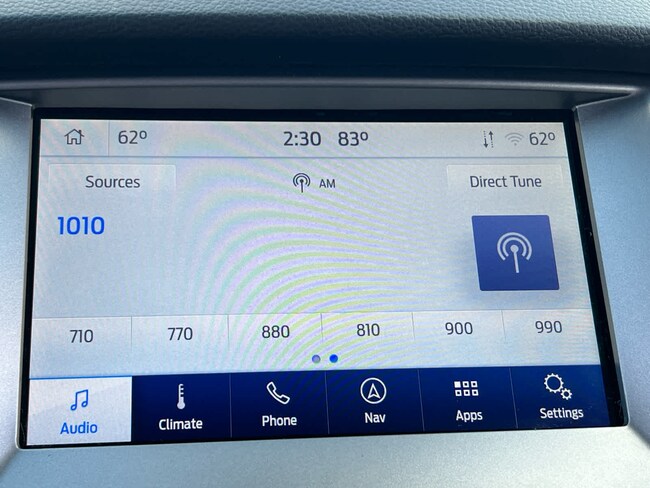 62° 2:30 83° 62°
Sources AM Direct Tune
1010
710 770 880 810 900 990
Audio Climate Phone Nav Apps Settings